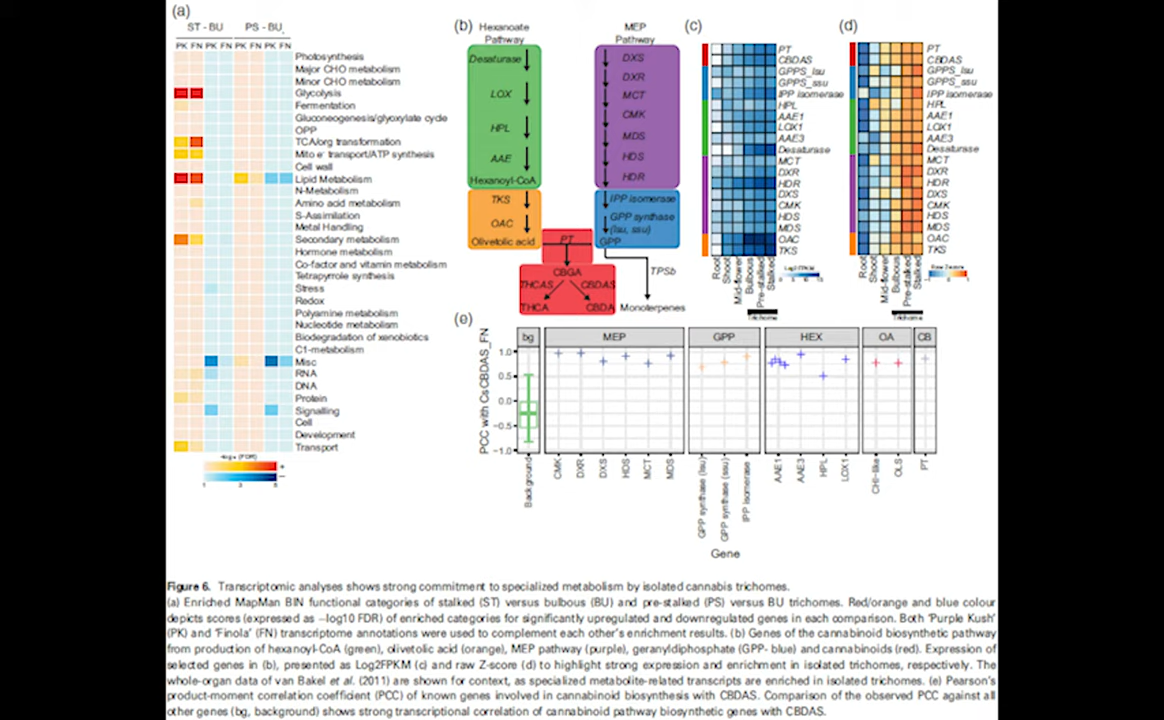 (a)
ST - BU PS - BU
PK FN PK FN PK FN PK FN
Photosynthesis
Major CHO metabolism
Minor CHO metabolism
Glycolysis
Fermentation
Gluconeogenesis/glyoxylate cycle
OPP
TCA/org transformation
Mito e⁻ transport/ATP synthesis
Cell wall
Lipid Metabolism
N-Metabolism
Amino acid metabolism
S-Assimilation
Metal Handling
Secondary metabolism
Hormone metabolism
Co-factor and vitamin metabolism
Tetrapyrrole synthesis
Stress
Redox
Polyamine metabolism
Nucleotide metabolism
Biodegradation of xenobiotics
C1-metabolism
Misc
RNA
DNA
Protein
Signalling
Cell
Development
Transport
1 3 5
+
−
(b)
Hexanoate
Pathway
MEP
Pathway
Desaturase
LOX
HPL
AAE
Hexanoyl-CoA
TKS
OAC
Olivetolic acid
DXS
DXR
MCT
CMK
MDS
HDS
HDR
IPP isomerase
GPP synthase
(lsu, ssu)
GPP
PT
CBGA
THCAS CBDAS
THCA CBDA
TPSb
Monoterpenes
(c)
PT
CBDAS
GPPS_lsu
GPPS_ssu
IPP isomerase
HPL
AAE1
LOX1
AAE3
Desaturase
MCT
DXR
HDR
DXS
CMK
HDS
MDS
OAC
TKS
Root
Shoot
Mid-flower
Bulbous
Pre-stalked
Stalked
Trichome
Log2 FPKM
(d)
PT
CBDAS
GPPS_lsu
GPPS_ssu
IPP isomerase
HPL
AAE1
LOX1
AAE3
Desaturase
MCT
DXR
HDR
DXS
CMK
HDS
MDS
OAC
TKS
Root
Shoot
Mid-flower
Bulbous
Pre-stalked
Stalked
Trichome
Raw Z-score
(e)
bg MEP GPP HEX OA CB
PCC with CsCBDAS_FN
1.0
0.5
0.0
−0.5
−1.0
Background
CMK
DXR
DXS
HDS
MCT
MDS
GPP synthase (lsu)
GPP synthase (ssu)
IPP isomerase
AAE1
AAE3
HPL
LOX1
CHI-like
OLS
PT
Gene
Figure 6. Transcriptomic analyses shows strong commitment to specialized metabolism by isolated cannabis trichomes.
(a) Enriched MapMan BIN functional categories of stalked (ST) versus bulbous (BU) and pre-stalked (PS) versus BU trichomes. Red/orange and blue colour
depicts scores (expressed as −log10 FDR) of enriched categories for significantly upregulated and downregulated genes in each comparison. Both 'Purple Kush'
(PK) and 'Finola' (FN) transcriptome annotations were used to complement each other's enrichment results. (b) Genes of the cannabinoid biosynthetic pathway
from production of hexanoyl-CoA (green), olivetolic acid (orange), MEP pathway (purple), geranyldiphosphate (GPP- blue) and cannabinoids (red). Expression of
selected genes in (b), presented as Log2FPKM (c) and raw Z-score (d) to highlight strong expression and enrichment in isolated trichomes, respectively. The
whole-organ data of van Bakel et al. (2011) are shown for context, as specialized metabolite-related transcripts are enriched in isolated trichomes. (e) Pearson's
product-moment correlation coefficient (PCC) of known genes involved in cannabinoid biosynthesis with CBDAS. Comparison of the observed PCC against all
other genes (bg, background) shows strong transcriptional correlation of cannabinoid pathway biosynthetic genes with CBDAS.